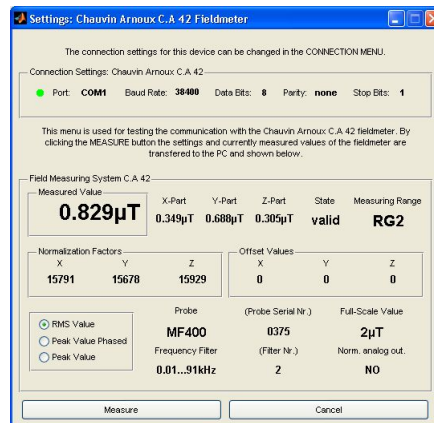 Settings: Chauvin Arnoux C.A 42 Fieldmeter
The connection settings for this device can be changed in the CONNECTION MENU.
Connection Settings: Chauvin Arnoux C.A 42
Port: COM1 Baud Rate: 38400 Data Bits: 8 Parity: none Stop Bits: 1
This menu is used for testing the communication with the Chauvin Arnoux C.A 42 fieldmeter. By
clicking the MEASURE button the settings and currently measured values of the fieldmeter are
transfered to the PC and shown below.
Field Measuring System C.A 42
Measured Value
0.829µT
X-Part Y-Part Z-Part State Measuring Range
0.349µT 0.688µT 0.305µT valid RG2
Normalization Factors
X Y Z
15791 15678 15929
Offset Values
X Y Z
0 0 0
RMS Value
Peak Value Phased
Peak Value
Probe (Probe Serial Nr.) Full-Scale Value
MF400 0375 2µT
Frequency Filter (Filter Nr.) Norm. analog out.
0.01...91kHz 2 NO
Measure Cancel